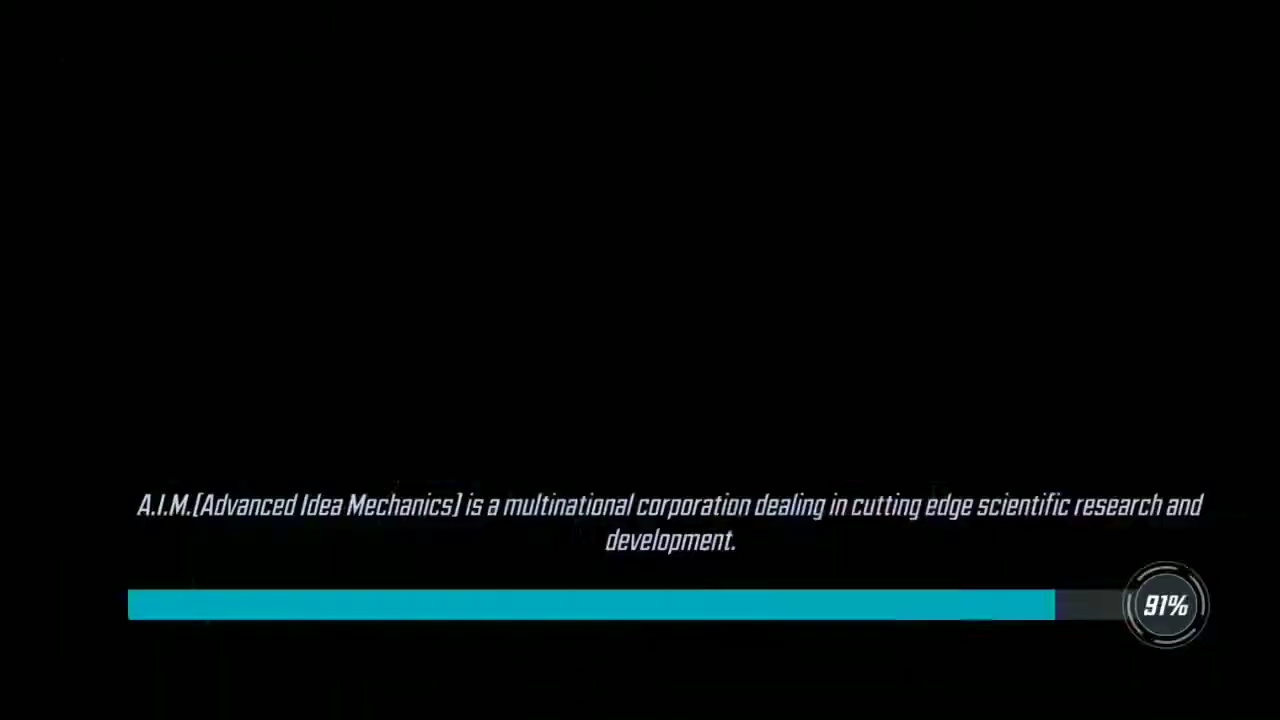 A.I.M.(Advanced Idea Mechanics) is a multinational corporation dealing in cutting edge scientific research and
development.
91%